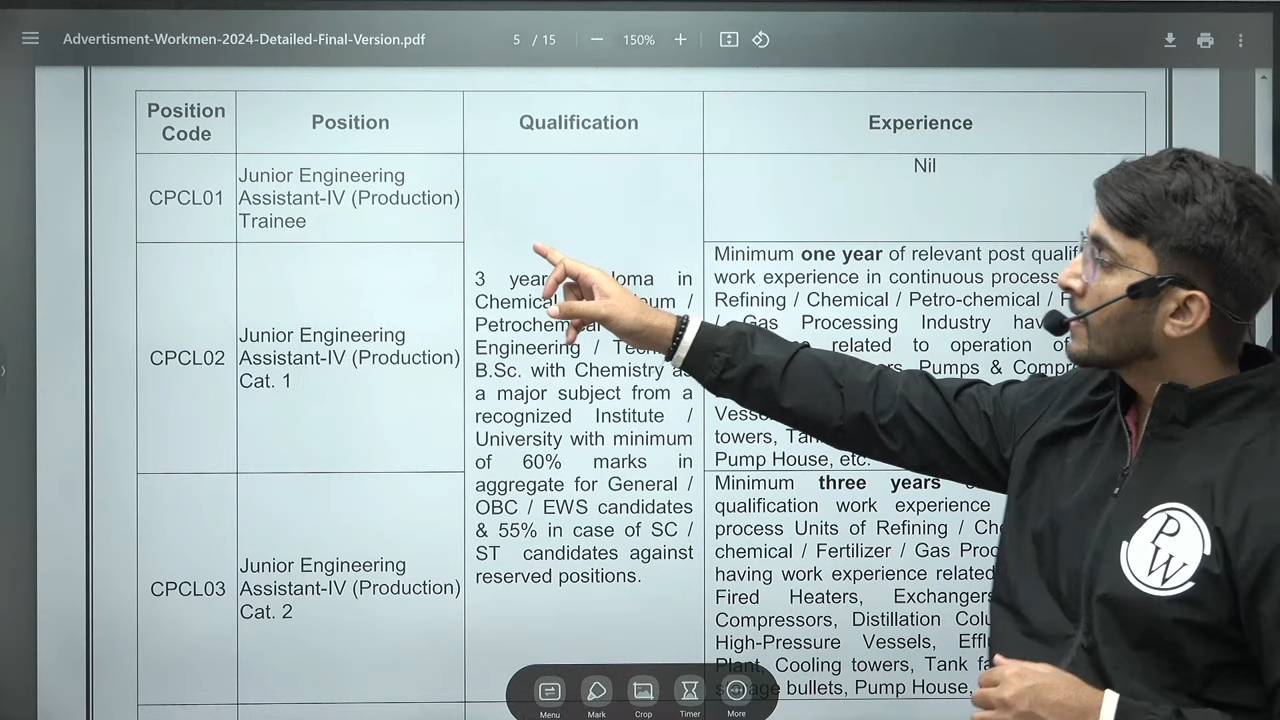 Advertisment-Workmen-2024-Detailed-Final-Version.pdf
5 / 15
150%
Position
Code
Position
Qualification
Experience
CPCL01
Junior Engineering
Assistant-IV (Production)
Trainee
Nil
CPCL02
Junior Engineering
Assistant-IV (Production)
Cat. 1
CPCL03
Junior Engineering
Assistant-IV (Production)
Cat. 2
3 year in
Chemical /
Engineering /
B.Sc. with Chemistry as
a major subject from a
recognized Institute /
University with minimum
of 60% marks in
aggregate for General /
OBC / EWS candidates
& 55% in case of SC /
ST candidates against
reserved positions.
Minimum one year of relevant post
work experience in continuous process
Refining / Chemical / Petro-chemical /
/ Gas Processing Industry
related to operation of
Pumps &
towers,
Pump House, etc.
Minimum three years
qualification work experience
process Units of Refining /
chemical / Fertilizer / Gas
having work experience related
Fired Heaters, Exchangers
Compressors, Distillation
High-Pressure Vessels,
Plant, Cooling towers, Tank
bullets, Pump House,
PW
Menu
Mark
Crop
Timer
More